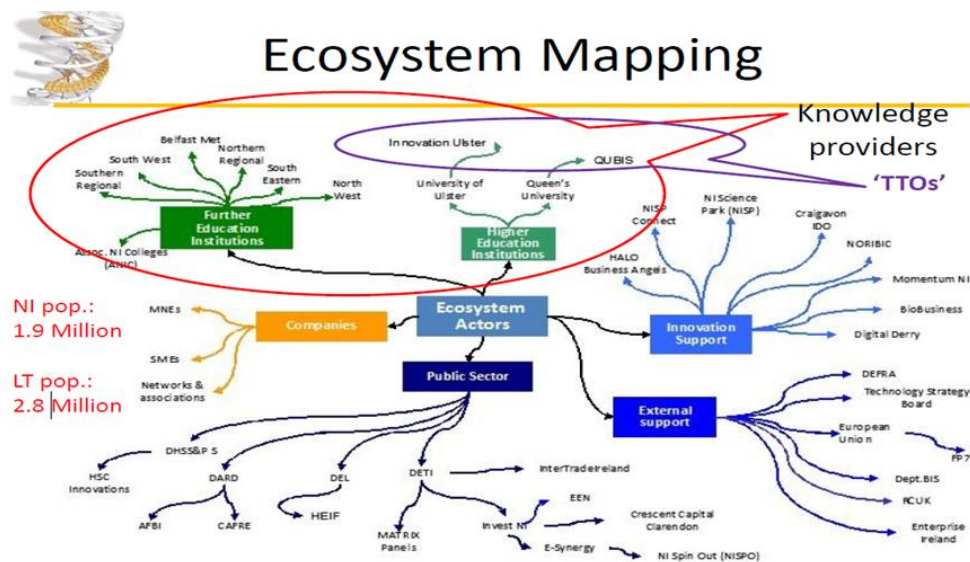 Ecosystem Mapping
Knowledge
providers
'TTOs'
Innovation Ulster
QUBIS
University of
Ulster
Queen's
University
Higher
Education
Institutions
Belfast Met
Northern
Regional
South West
South
Eastern
Southern
Regional
North
West
Further
Education
Institutions
Assoc. NI Colleges
(ANIC)
NI pop.:
1.9 Million
LT pop.:
2.8 Million
MNEs
SMEs
Networks &
associations
Companies
Ecosystem
Actors
Public Sector
NISP
Connect
NI Science
Park (NISP)
Craigavon
IDO
NORIBIC
HALO
Business Angels
Momentum NI
BioBusiness
Digital Derry
Innovation
Support
External
support
DEFRA
Technology Strategy
Board
European
Union
FP7
Dept.BIS
RCUK
Enterprise
Ireland
DHSS&P S
HSC
Innovations
DARD
AFBI
CAFRE
DEL
HEIF
DETI
InterTradeIreland
MATRIX
Panels
Invest NI
EEN
Crescent Capital
Clarendon
E-Synergy
NI Spin Out (NISPO)